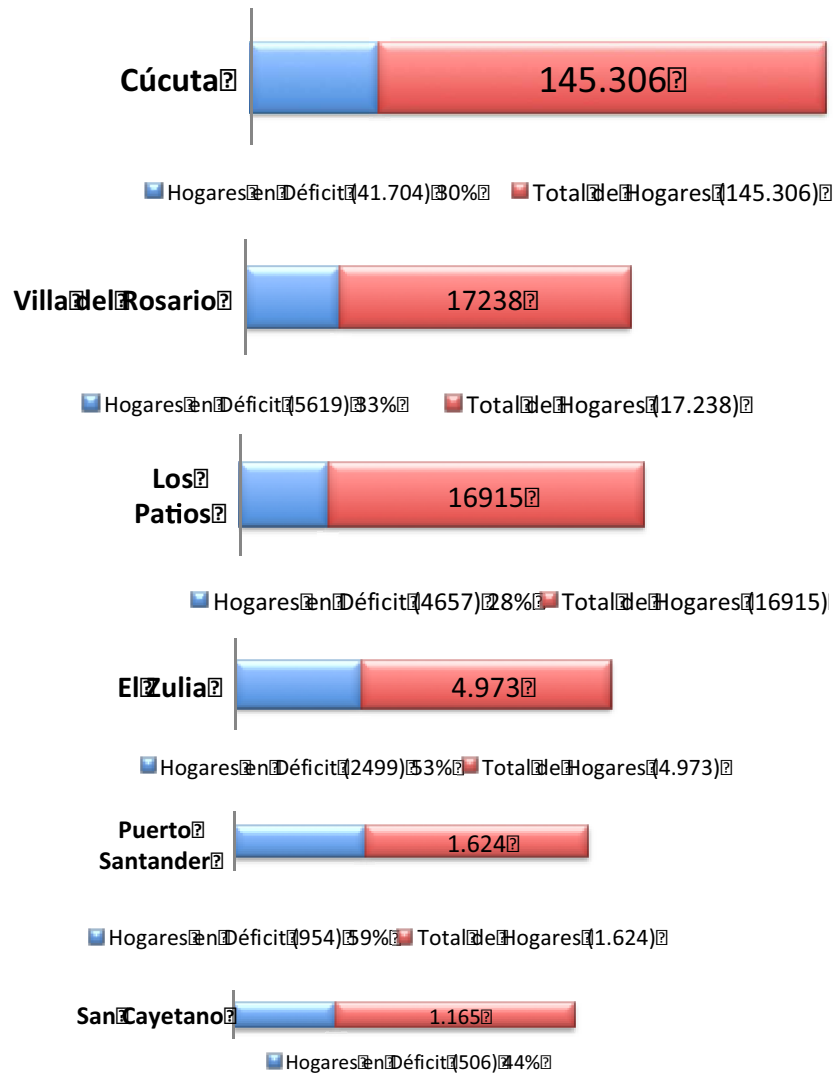 Cúcuta
145.306
Hogares en Déficit (41.704) 30% Total de Hogares (145.306)
Villa del Rosario
17238
Hogares en Déficit (5619) 33% Total de Hogares (17.238)
Los
Patios
16915
Hogares en Déficit (4657) 28% Total de Hogares (16915)
El Zulia
4.973
Hogares en Déficit (2499) 53% Total de Hogares (4.973)
Puerto
Santander
1.624
Hogares en Déficit (954) 59% Total de Hogares (1.624)
San Cayetano
1.165
Hogares en Déficit (506) 44%